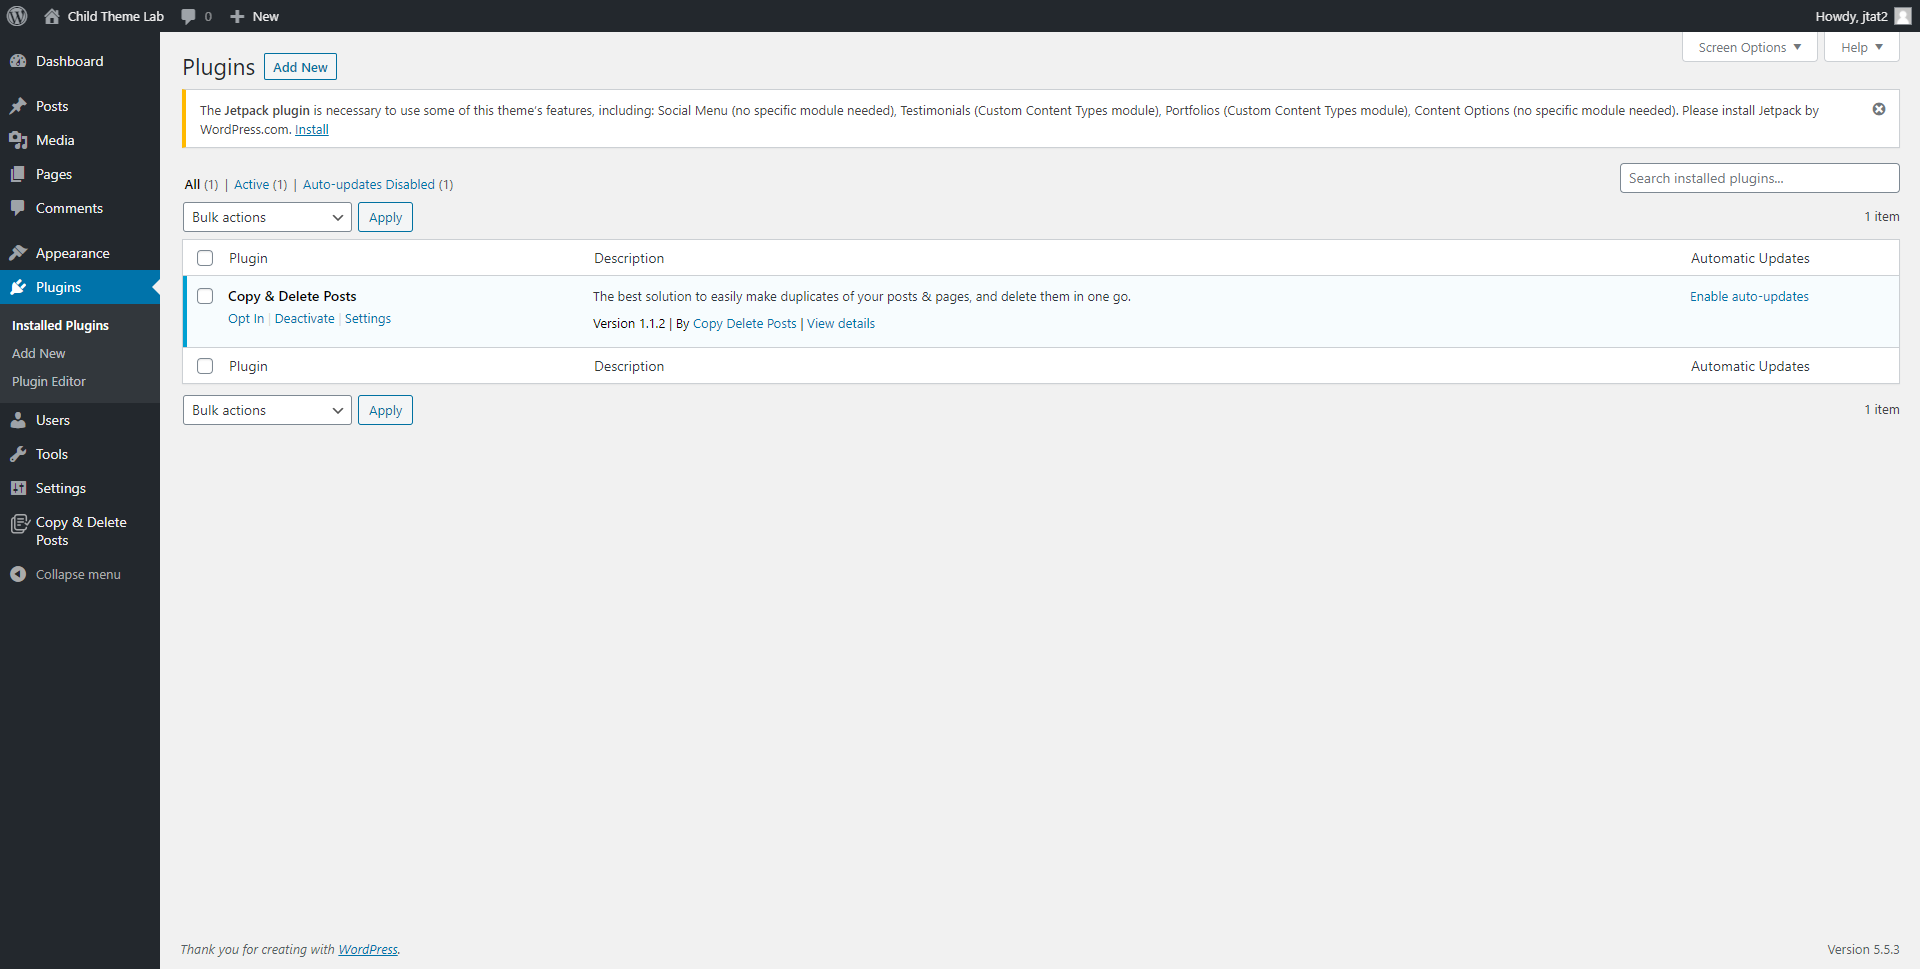 Child Theme Lab 0 New Howdy, jtat2
Dashboard
Posts
Media
Pages
Comments
Appearance
Plugins
Installed Plugins
Add New
Plugin Editor
Users
Tools
Settings
Copy & Delete
Posts
Collapse menu
Screen Options Help
Plugins Add New
The Jetpack plugin is necessary to use some of this theme's features, including: Social Menu (no specific module needed), Testimonials (Custom Content Types module), Portfolios (Custom Content Types module), Content Options (no specific module needed). Please install Jetpack by
WordPress.com. Install
All (1) | Active (1) | Auto-updates Disabled (1)
Search installed plugins...
Bulk actions Apply 1 item
Plugin Description Automatic Updates
Copy & Delete Posts The best solution to easily make duplicates of your posts & pages, and delete them in one go. Enable auto-updates
Opt In | Deactivate | Settings Version 1.1.2 | By Copy Delete Posts | View details
Plugin Description Automatic Updates
Bulk actions Apply 1 item
Thank you for creating with WordPress. Version 5.5.3